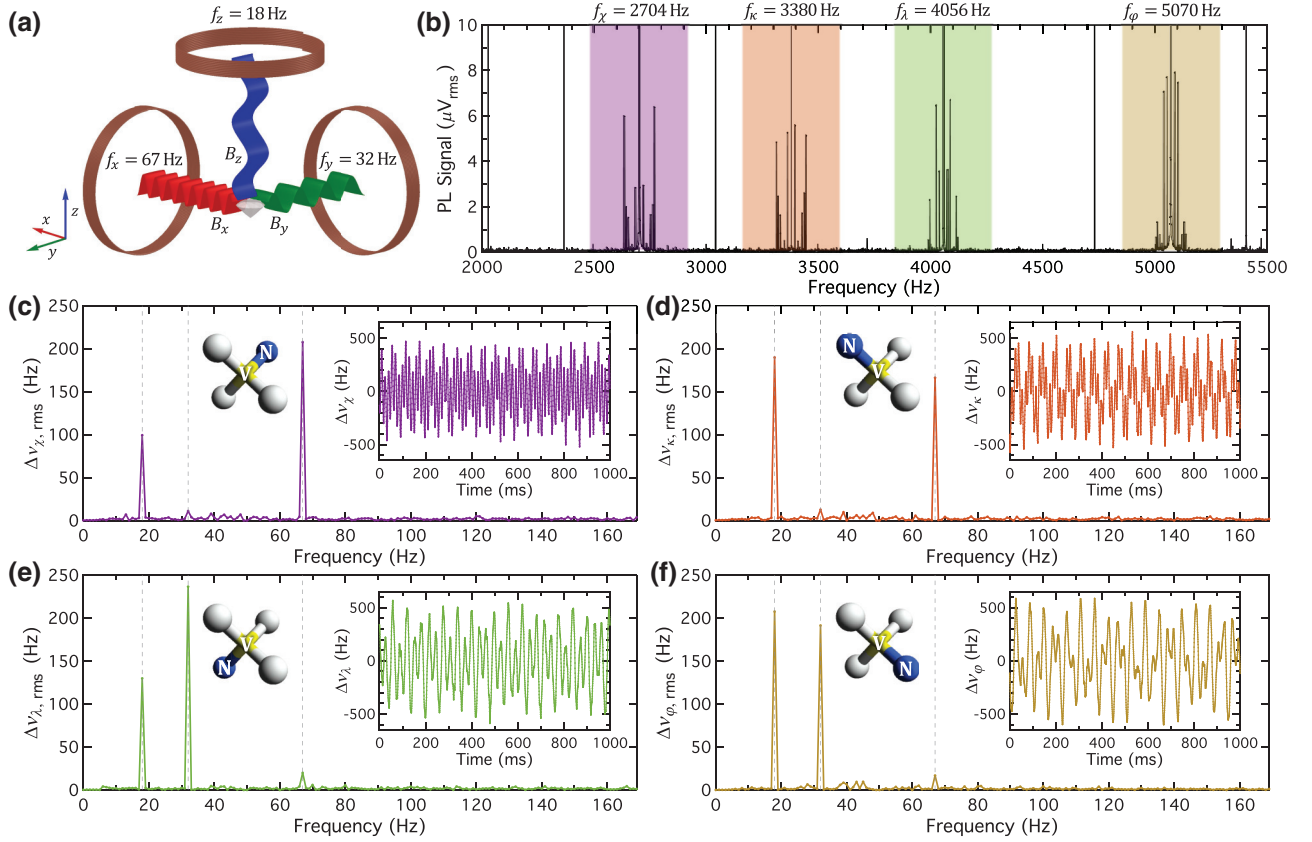 (a)
f_z = 18 Hz
f_x = 67 Hz
f_y = 32 Hz
B_z
B_x
B_y
x
y
z
(b)
f_χ = 2704 Hz
f_κ = 3380 Hz
f_λ = 4056 Hz
f_φ = 5070 Hz
PL Signal (μV_rms)
10
8
6
4
2
0
2000 2500 3000 3500 4000 4500 5000 5500
Frequency (Hz)
(c)
Δν_χ, rms (Hz)
250
200
150
100
50
0
0 20 40 60 80 100 120 140 160
Frequency (Hz)
V N
Δν_χ (Hz)
500
0
-500
0 200 400 600 800 1000
Time (ms)
(d)
Δν_κ, rms (Hz)
250
200
150
100
50
0
0 20 40 60 80 100 120 140 160
Frequency (Hz)
N V
Δν_κ (Hz)
500
0
-500
0 200 400 600 800 1000
Time (ms)
(e)
Δν_λ, rms (Hz)
250
200
150
100
50
0
0 20 40 60 80 100 120 140 160
Frequency (Hz)
V
N
Δν_λ (Hz)
500
0
-500
0 200 400 600 800 1000
Time (ms)
(f)
Δν_φ, rms (Hz)
250
200
150
100
50
0
0 20 40 60 80 100 120 140 160
Frequency (Hz)
V
N
Δν_φ (Hz)
500
0
-500
0 200 400 600 800 1000
Time (ms)